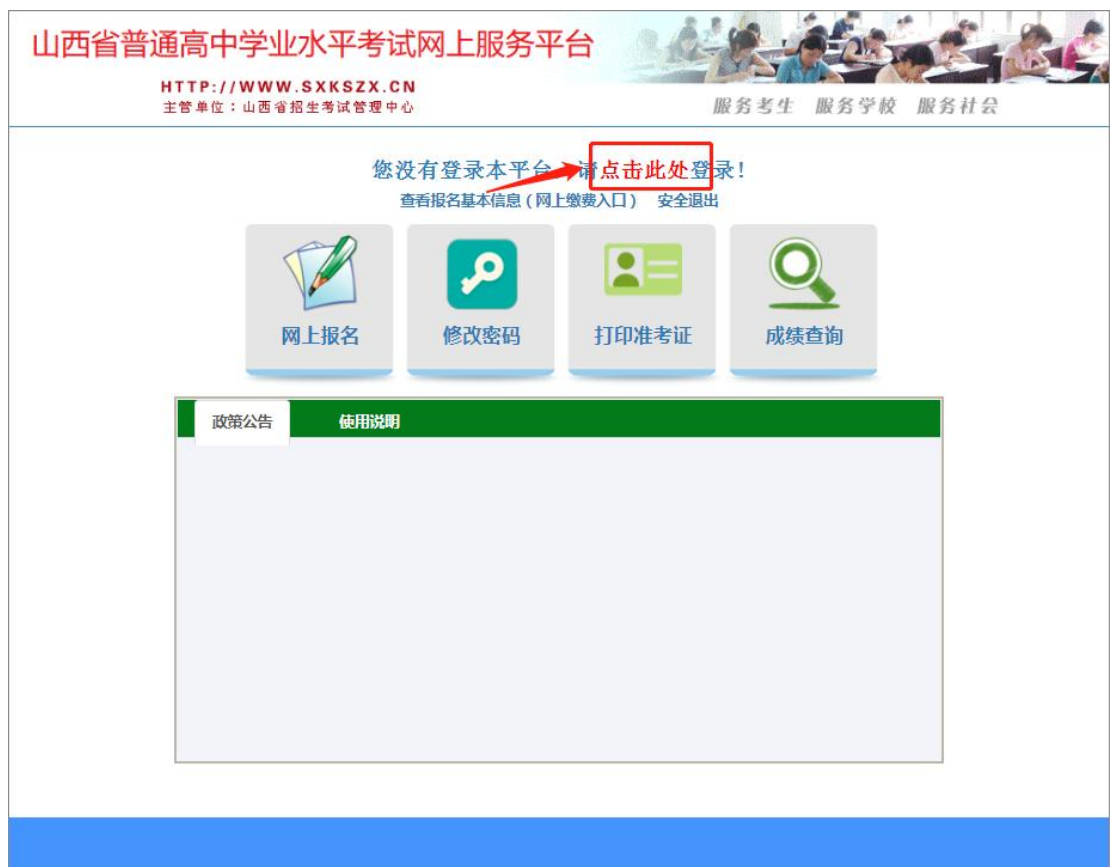 山西省普通高中学业水平考试网上服务平台
HTTP://WWW.SXKSZX.CN
主管单位：山西省招生考试管理中心
服务考生 服务学校 服务社会
您没有登录本平台，请点击此处登录！
查看报名基本信息（网上缴费入口） 安全退出
网上报名 修改密码 打印准考证 成绩查询
政策公告 使用说明